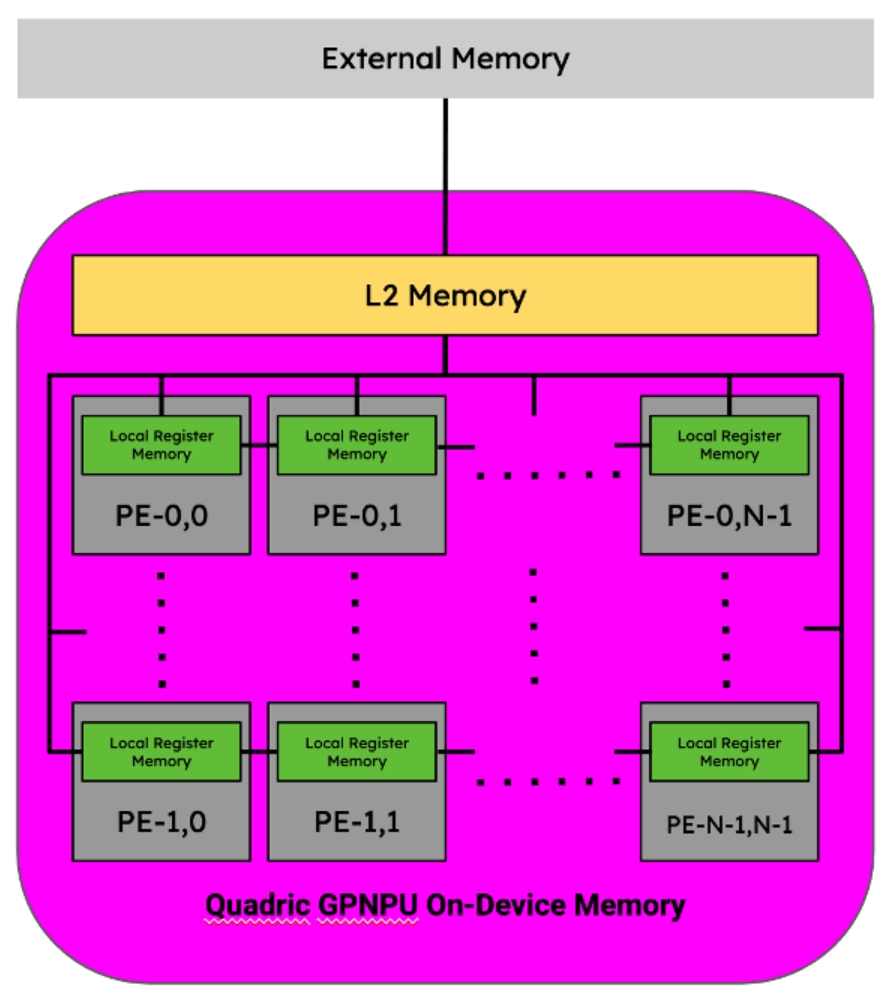 External Memory
L2 Memory
Local Register
Memory
PE-0,0
Local Register
Memory
PE-0,1
Local Register
Memory
PE-0,N-1
Local Register
Memory
PE-1,0
Local Register
Memory
PE-1,1
Local Register
Memory
PE-N-1,N-1
Quadric GPNPU On-Device Memory